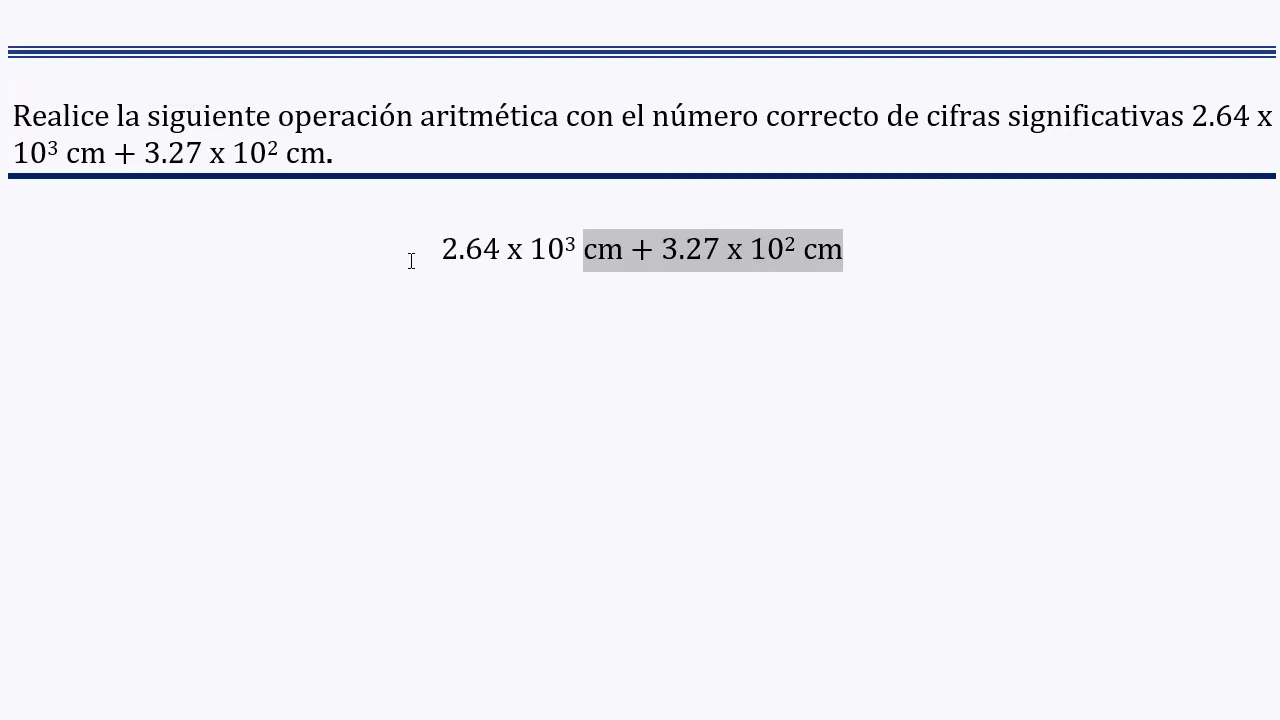 Realice la siguiente operación aritmética con el número correcto de cifras significativas 2.64 x
10³ cm + 3.27 x 10² cm.
2.64 x 10³ cm + 3.27 x 10² cm